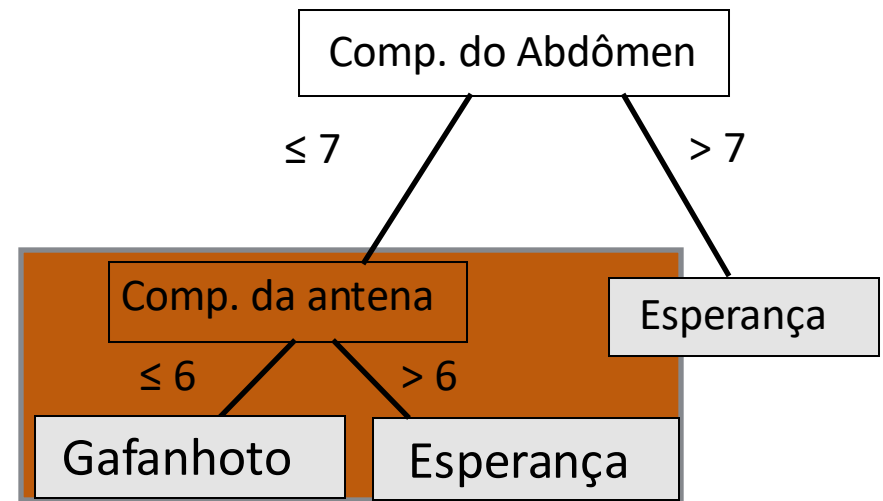 Comp. do Abdômen
≤ 7
> 7
Comp. da antena
Esperança
≤ 6
> 6
Gafanhoto
Esperança